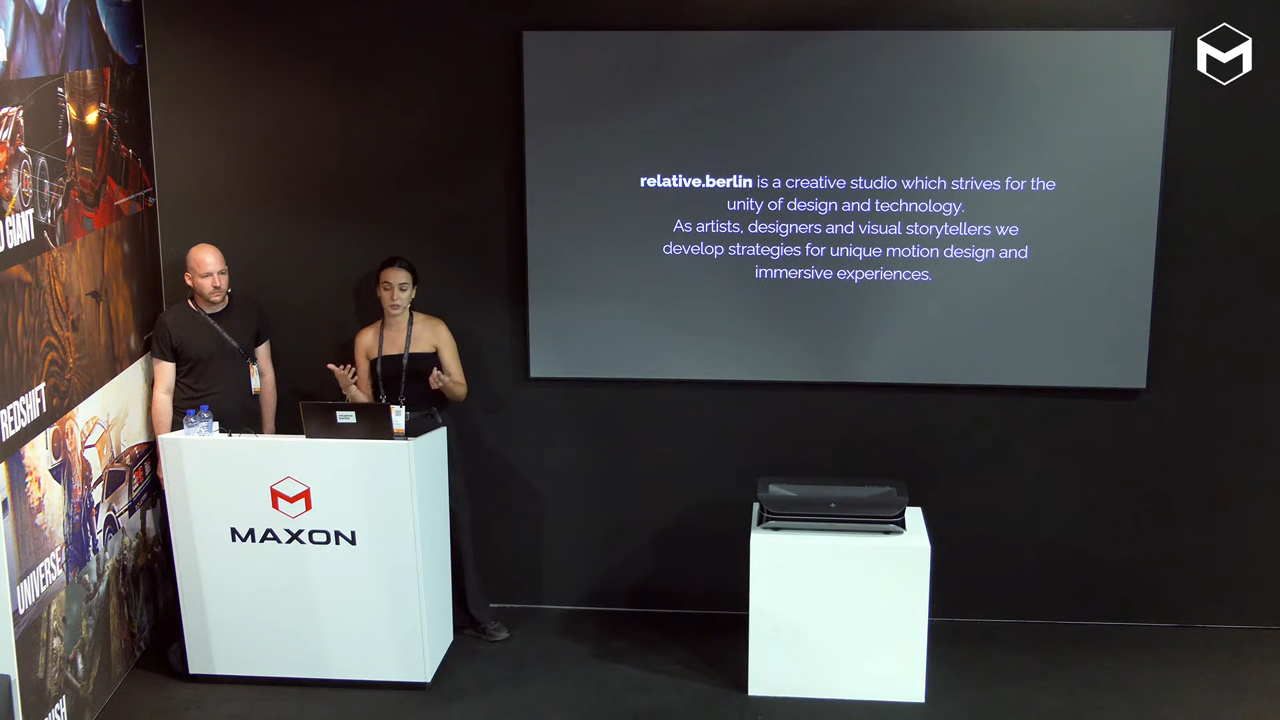 relative.berlin is a creative studio which strives for the
unity of design and technology.
As artists, designers and visual storytellers we
develop strategies for unique motion design and
immersive experiences.
GIANT
REDSHIFT
UNIVERSE
MAXON